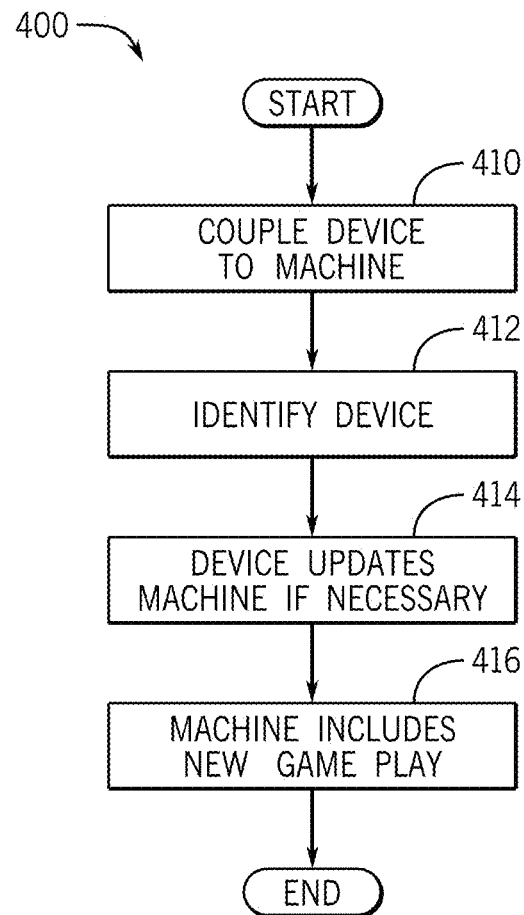 400
START
410
COUPLE DEVICE
TO MACHINE
412
IDENTIFY DEVICE
414
DEVICE UPDATES
MACHINE IF NECESSARY
416
MACHINE INCLUDES
NEW GAME PLAY
END